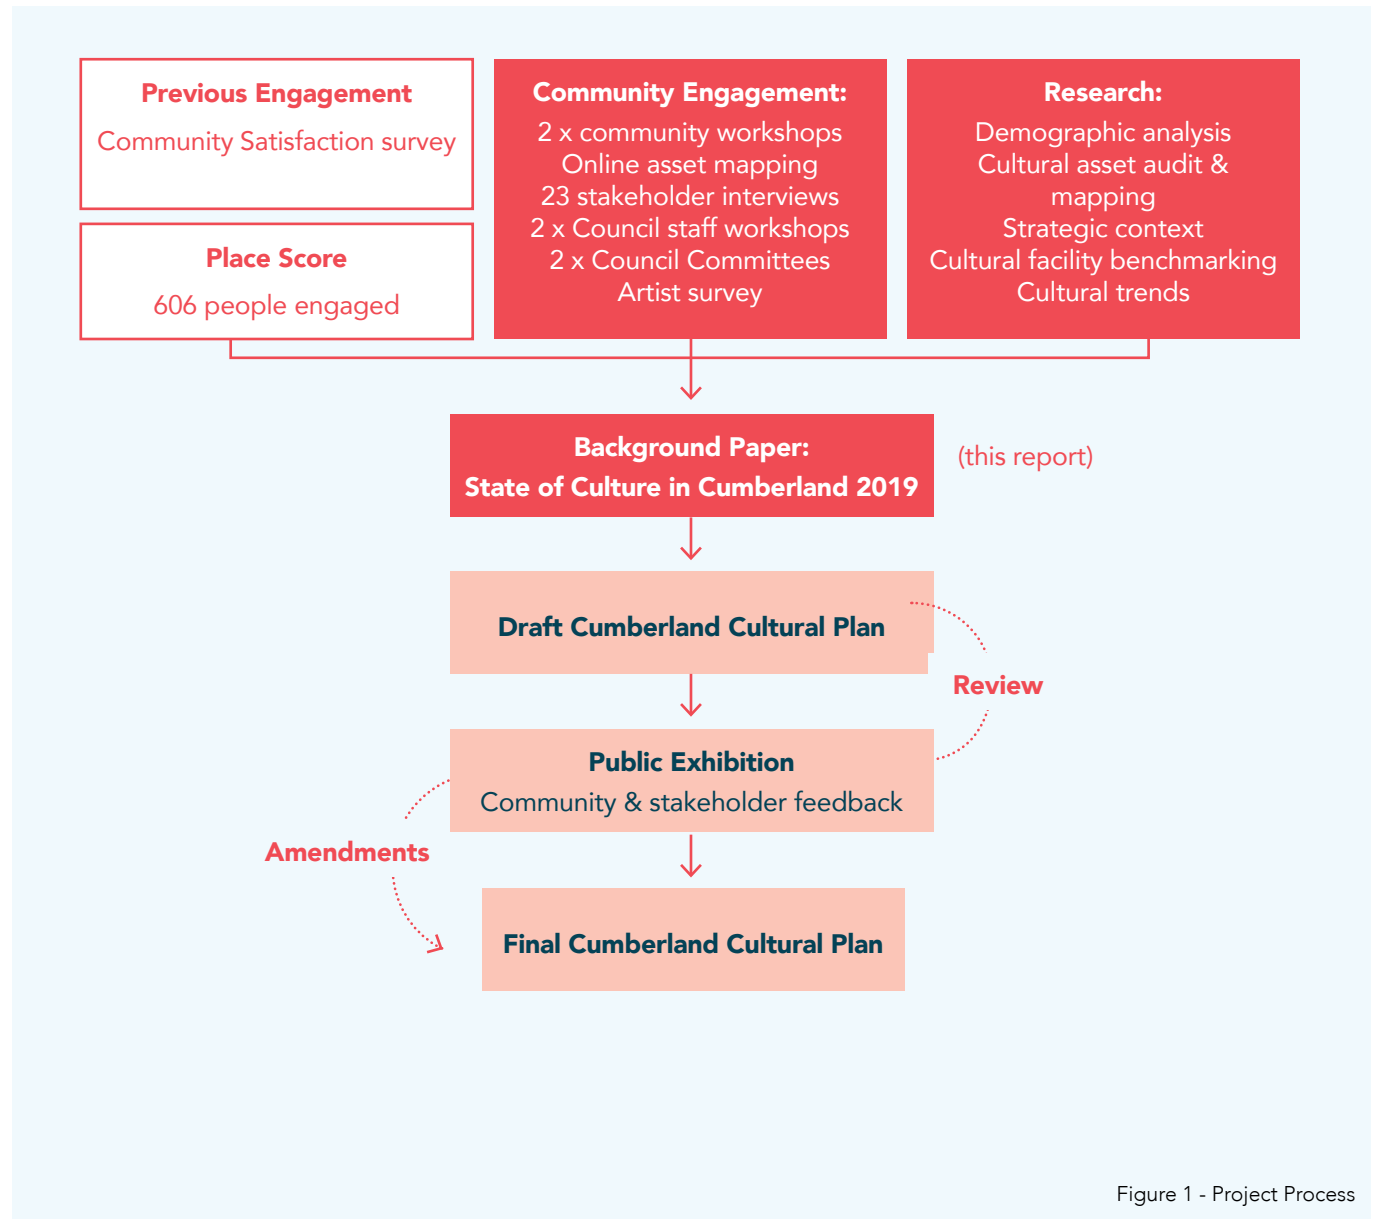 Previous Engagement
Community Satisfaction survey
Place Score
606 people engaged
Community Engagement:
2 x community workshops
Online asset mapping
23 stakeholder interviews
2 x Council staff workshops
2 x Council Committees
Artist survey
Research:
Demographic analysis
Cultural asset audit &
mapping
Strategic context
Cultural facility benchmarking
Cultural trends
Background Paper:
State of Culture in Cumberland 2019
(this report)
Draft Cumberland Cultural Plan
Review
Public Exhibition
Community & stakeholder feedback
Amendments
Final Cumberland Cultural Plan
Figure 1 - Project Process